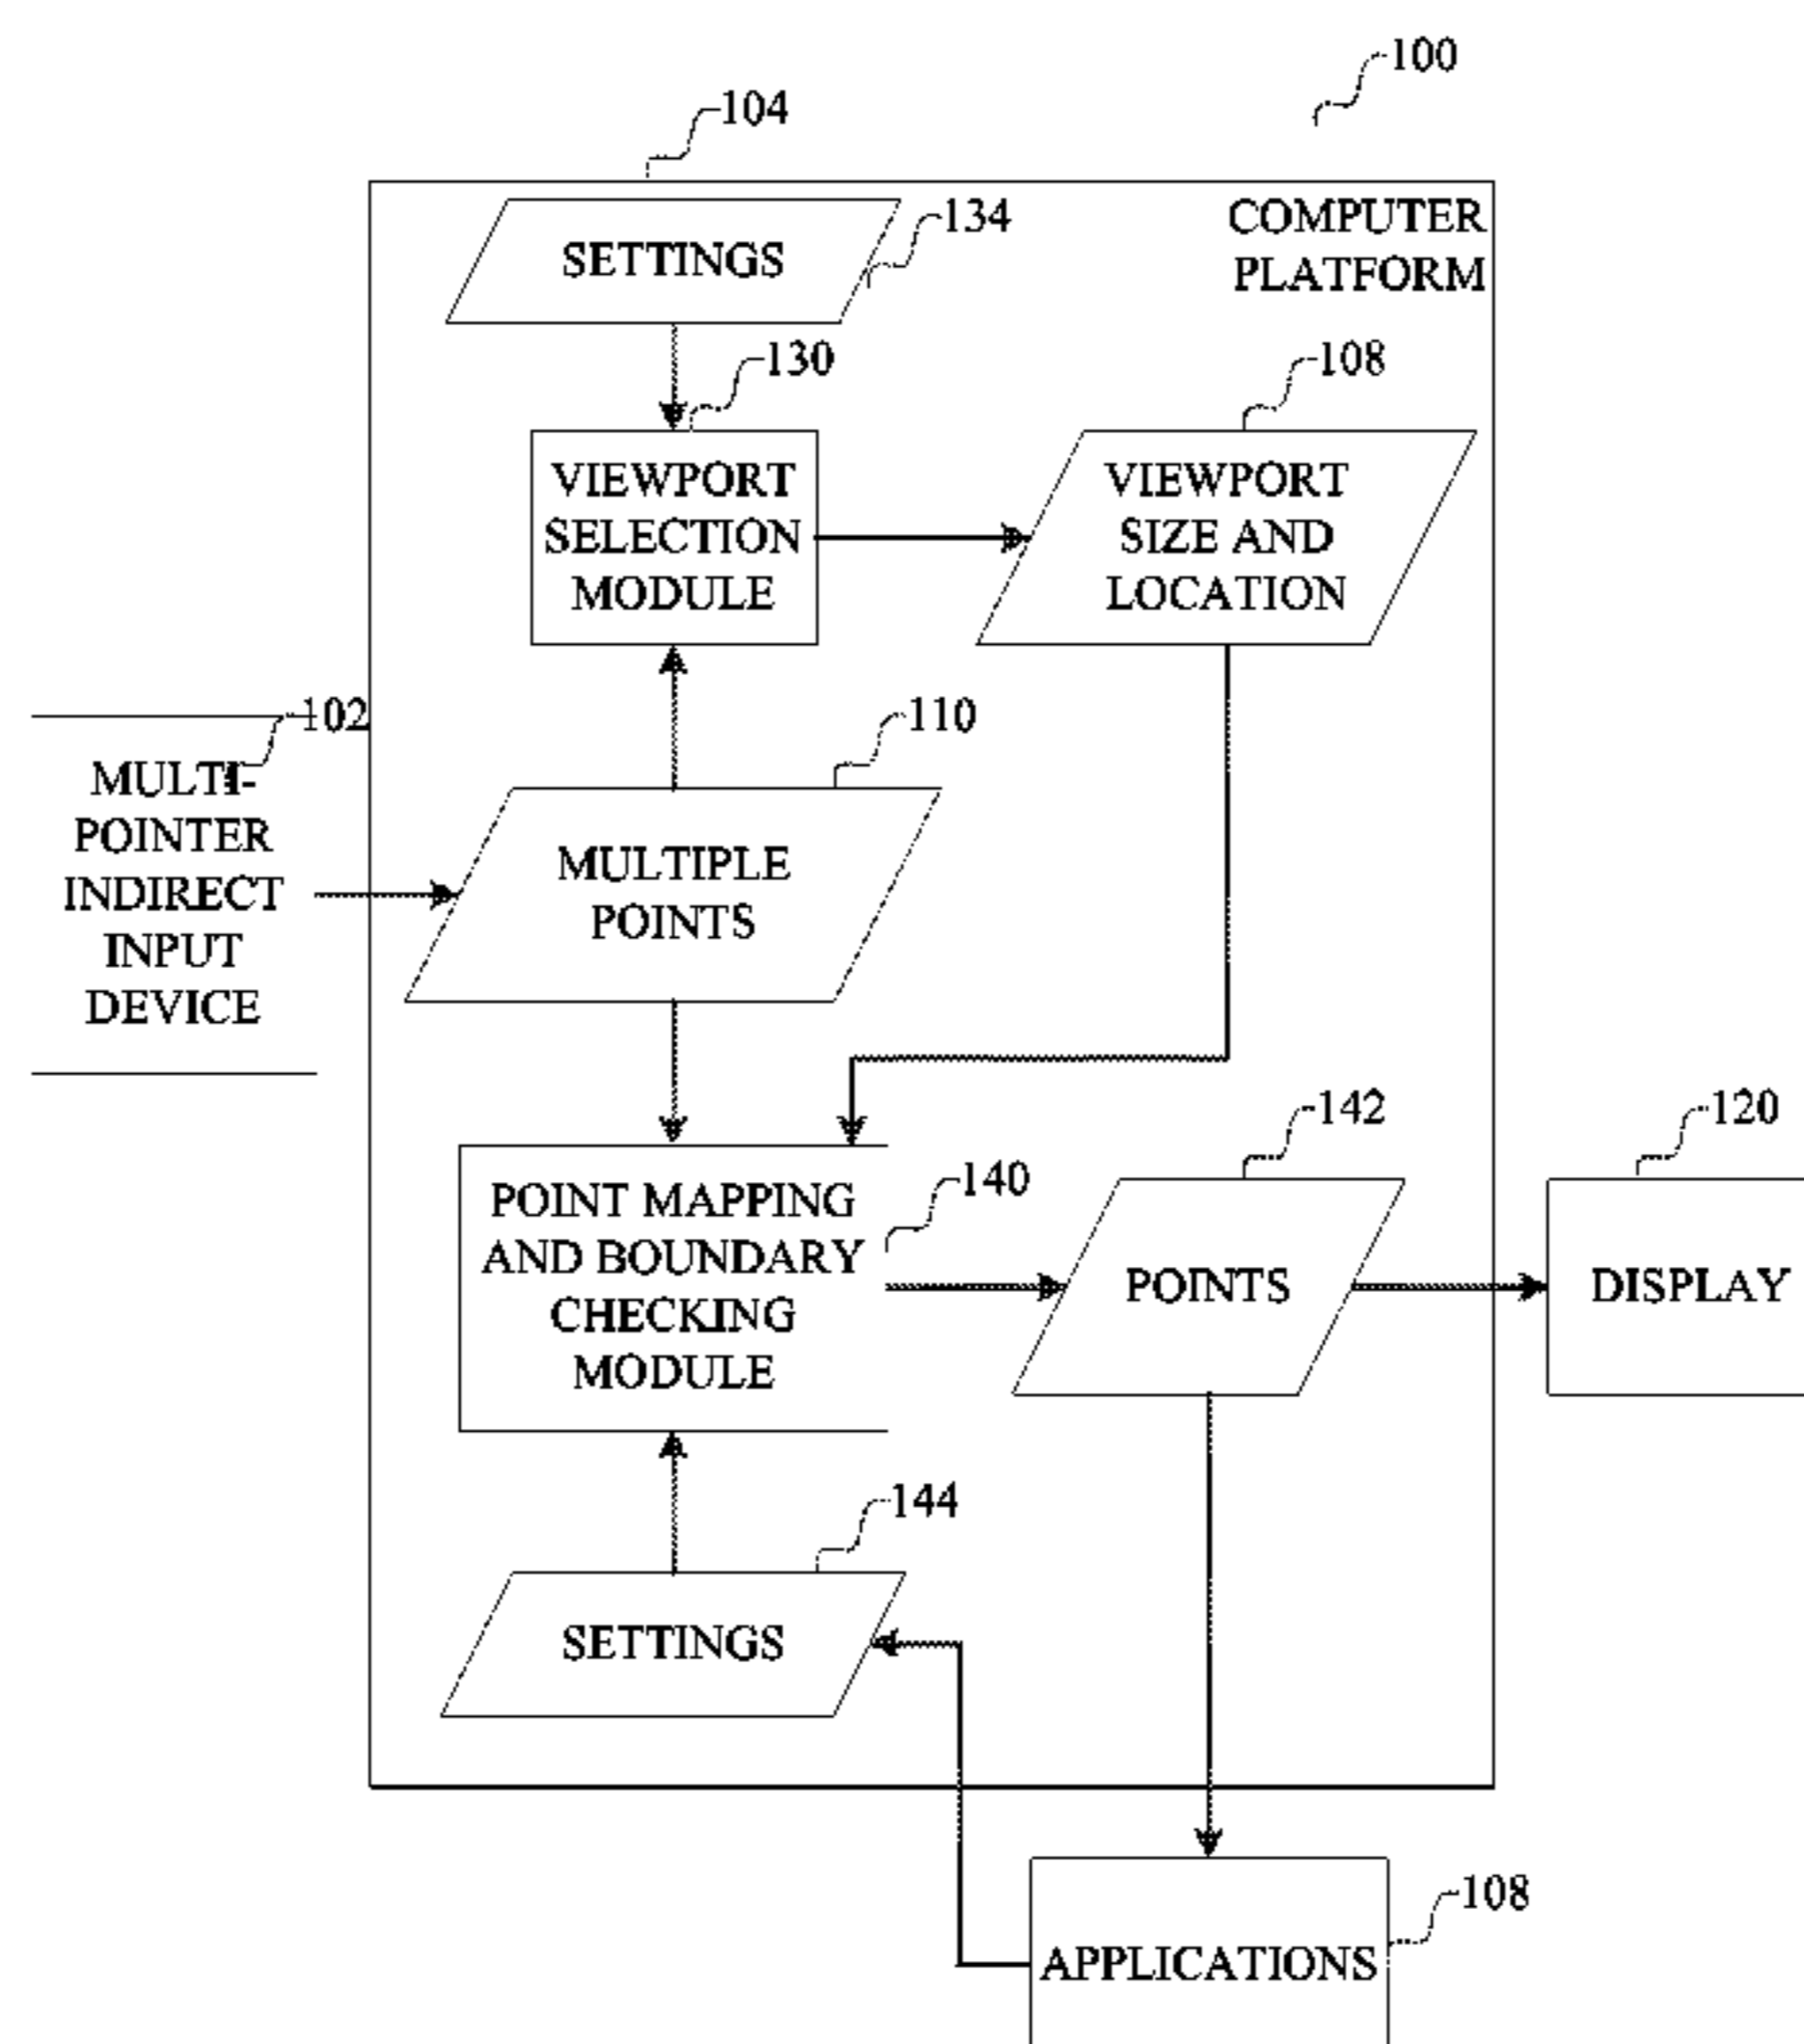 100
104
COMPUTER
PLATFORM
SETTINGS
134
130
108
VIEWPORT
SELECTION
MODULE
VIEWPORT
SIZE AND
LOCATION
102
MULTI-
POINTER
INDIRECT
INPUT
DEVICE
110
MULTIPLE
POINTS
140
POINT MAPPING
AND BOUNDARY
CHECKING
MODULE
142
POINTS
120
DISPLAY
144
SETTINGS
108
APPLICATIONS